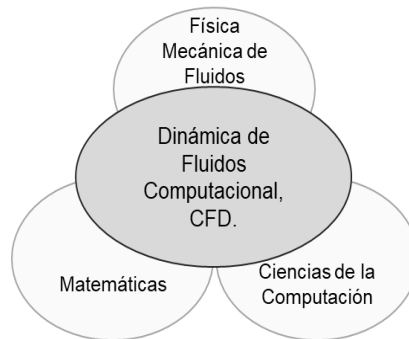 Física
Mecánica de
Fluidos
Dinámica de
Fluidos
Computacional,
CFD.
Matemáticas
Ciencias de la
Computación